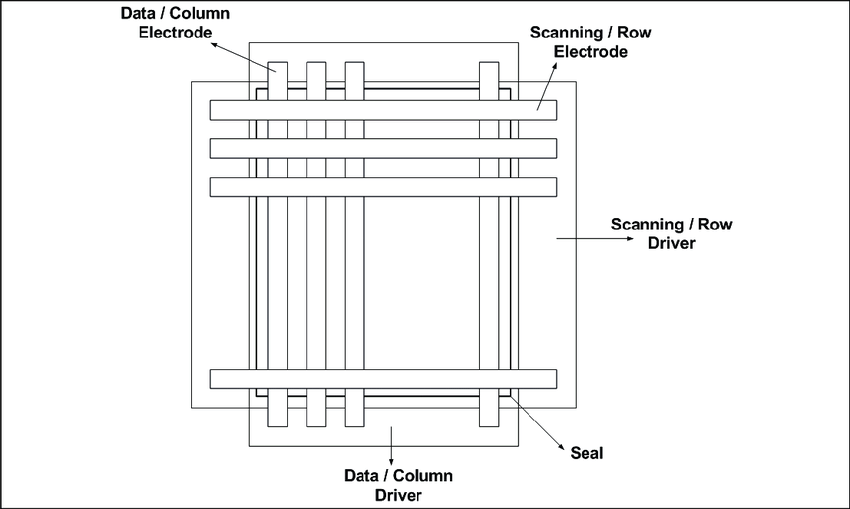 Data / Column
Electrode
Scanning / Row
Electrode
Scanning / Row
Driver
Seal
Data / Column
Driver